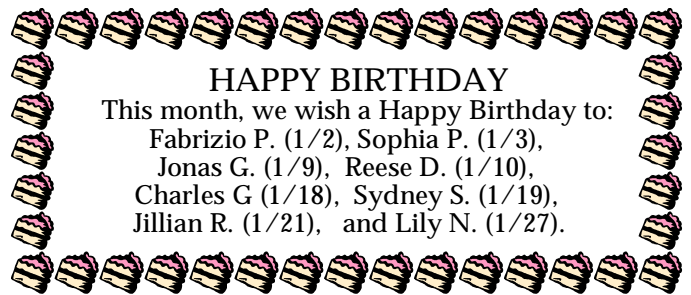 HAPPY BIRTHDAY
This month, we wish a Happy Birthday to:
Fabrizio P. (1/2), Sophia P. (1/3),
Jonas G. (1/9),  Reese D. (1/10),
Charles G (1/18),  Sydney S. (1/19),
Jillian R. (1/21),   and Lily N. (1/27).